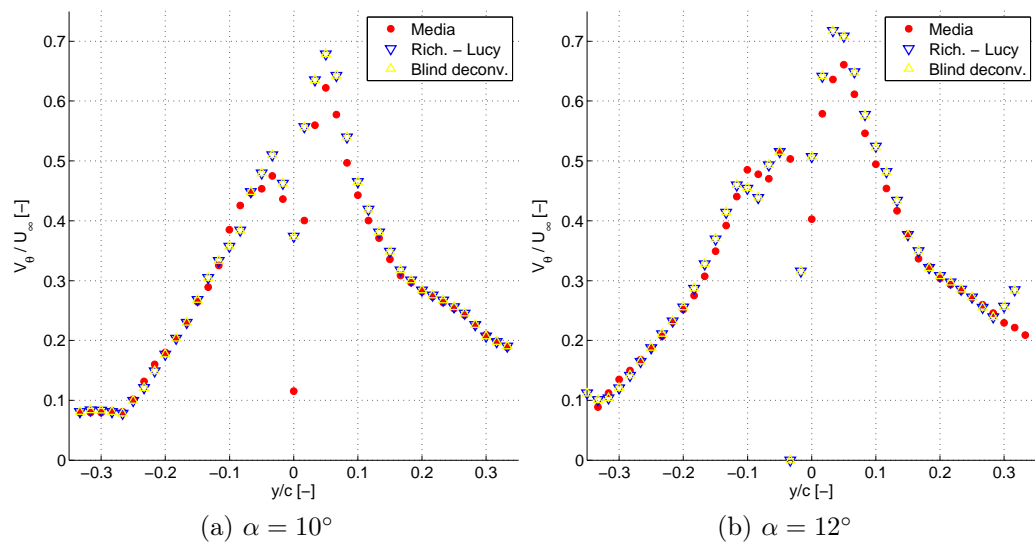 Media
Rich. − Lucy
Blind deconv.
0.7
0.6
0.5
0.4
0.3
0.2
0.1
0
V_θ / U_∞ [−]
−0.3 −0.2 −0.1 0 0.1 0.2 0.3
y/c [−]
(a) α = 10°
Media
Rich. − Lucy
Blind deconv.
0.7
0.6
0.5
0.4
0.3
0.2
0.1
0
V_θ / U_∞ [−]
−0.3 −0.2 −0.1 0 0.1 0.2 0.3
y/c [−]
(b) α = 12°